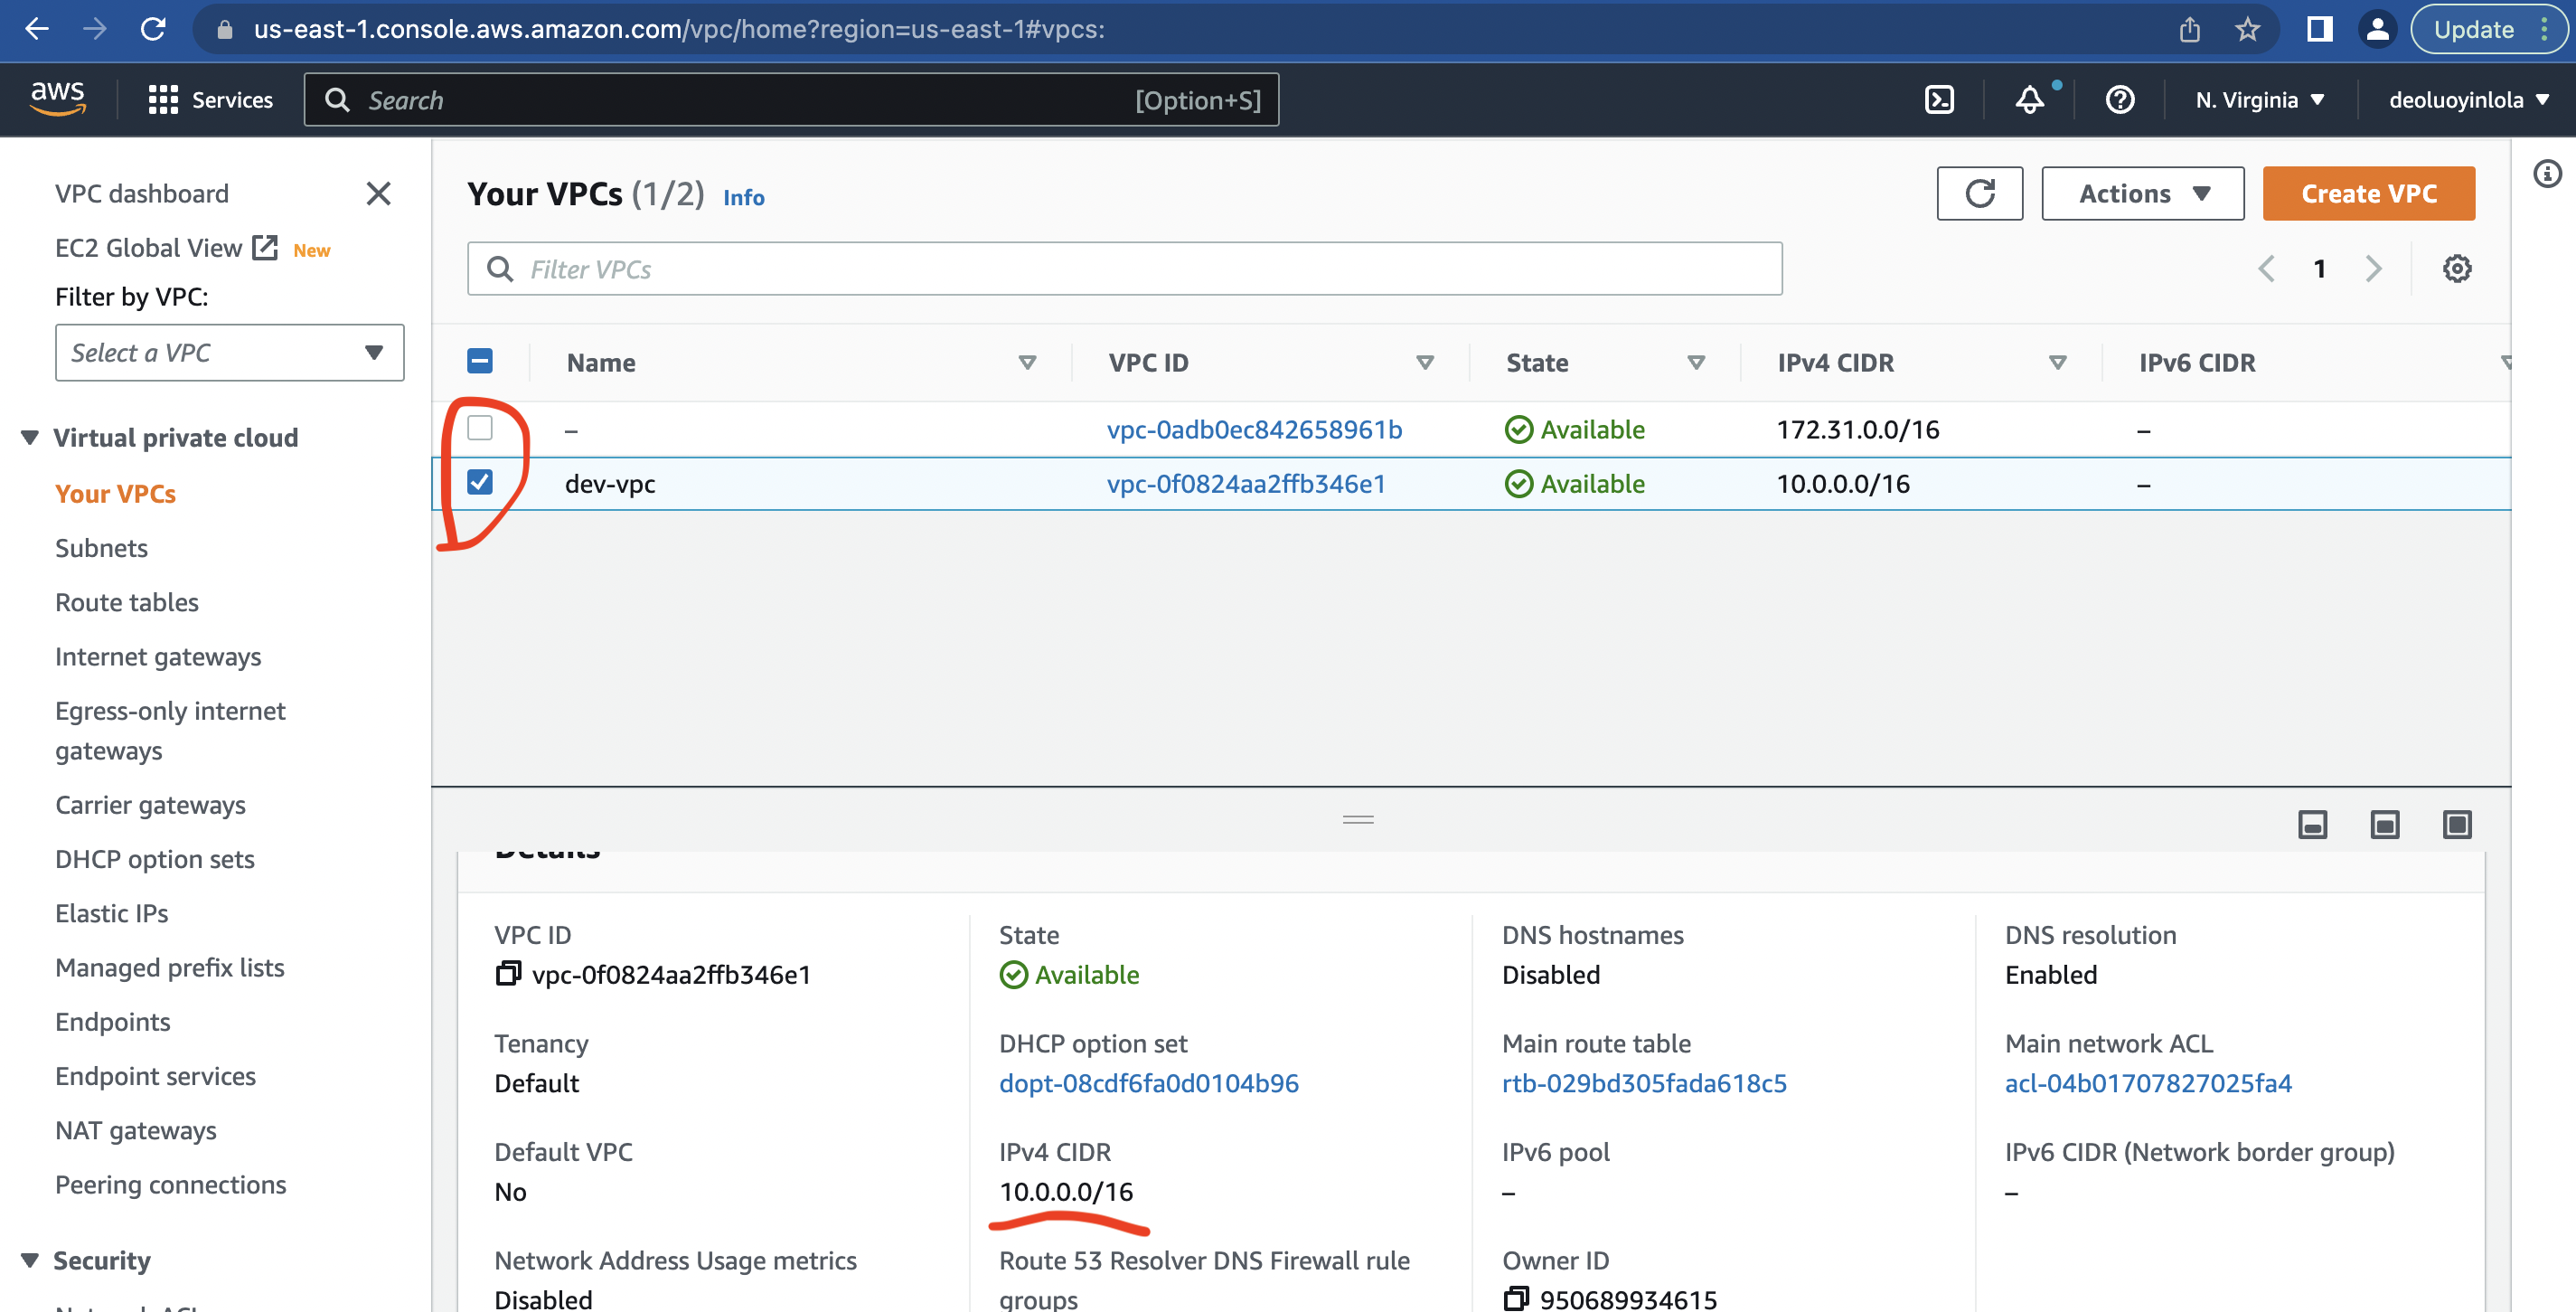 us-east-1.console.aws.amazon.com/vpc/home?region=us-east-1#vpcs:
Update
aws
Services
Search
[Option+S]
N. Virginia
deoluoyinlola
VPC dashboard
EC2 Global View New
Filter by VPC:
Select a VPC
Virtual private cloud
Your VPCs
Subnets
Route tables
Internet gateways
Egress-only internet
gateways
Carrier gateways
DHCP option sets
Elastic IPs
Managed prefix lists
Endpoints
Endpoint services
NAT gateways
Peering connections
Security
Your VPCs (1/2) Info
Actions
Create VPC
Filter VPCs
1
Name VPC ID State IPv4 CIDR IPv6 CIDR
– vpc-0adb0ec842658961b Available 172.31.0.0/16 –
dev-vpc vpc-0f0824aa2ffb346e1 Available 10.0.0.0/16 –
Details
VPC ID
vpc-0f0824aa2ffb346e1
State
Available
DNS hostnames
Disabled
DNS resolution
Enabled
Tenancy
Default
DHCP option set
dopt-08cdf6fa0d0104b96
Main route table
rtb-029bd305fada618c5
Main network ACL
acl-04b01707827025fa4
Default VPC
No
IPv4 CIDR
10.0.0.0/16
IPv6 pool
–
IPv6 CIDR (Network border group)
–
Network Address Usage metrics
Disabled
Route 53 Resolver DNS Firewall rule
groups
Owner ID
950689934615